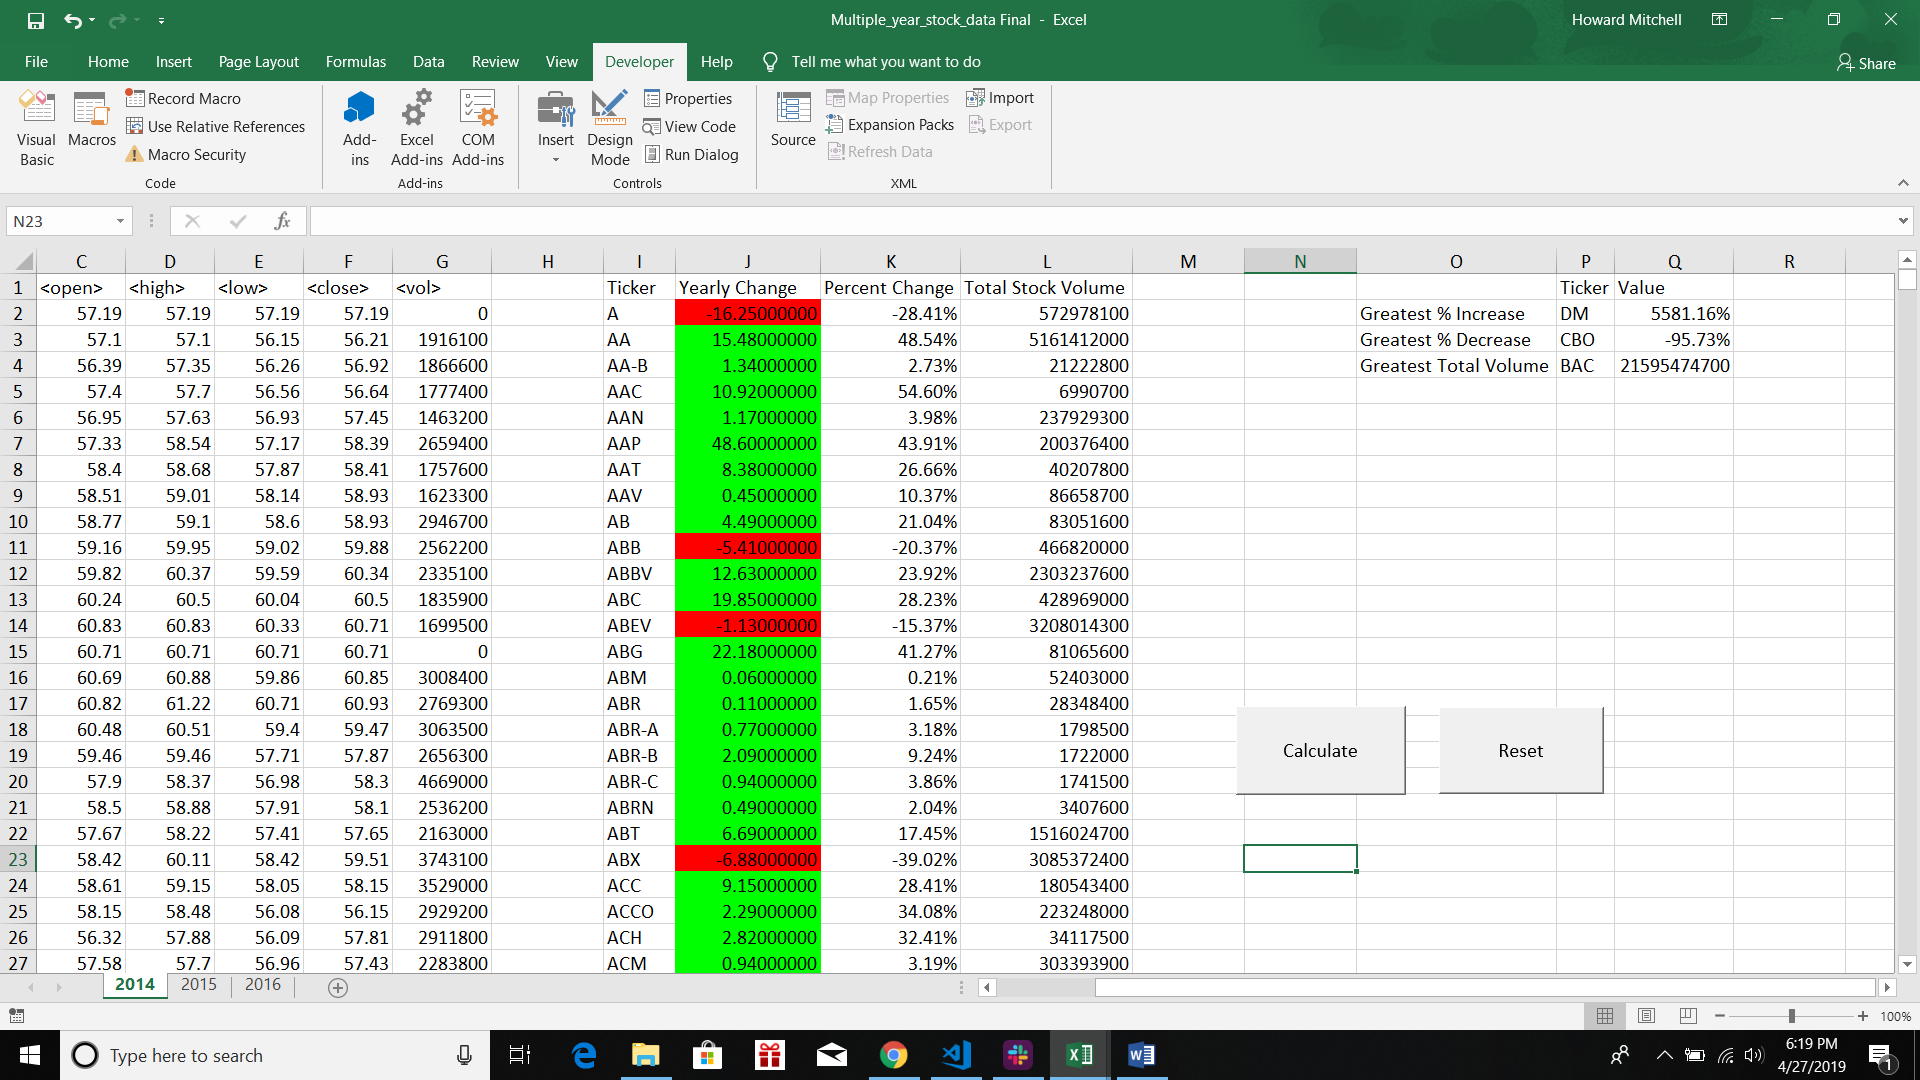 Multiple_year_stock_data Final - Excel
Howard Mitchell
File Home Insert Page Layout Formulas Data Review View Developer Help Tell me what you want to do Share
Visual Basic
Macros
Record Macro
Use Relative References
Macro Security
Code
Add-ins
Excel Add-ins
COM Add-ins
Add-ins
Insert
Design Mode
Properties
View Code
Run Dialog
Controls
Source
Map Properties
Expansion Packs
Refresh Data
Import
Export
XML
N23
fx
C D E F G H I J K L M N O P Q R
1 <open> <high> <low> <close> <vol> Ticker Yearly Change Percent Change Total Stock Volume Ticker Value
2 57.19 57.19 57.19 57.19 0 A -16.25000000 -28.41% 572978100 Greatest % Increase DM 5581.16%
3 57.1 57.1 56.15 56.21 1916100 AA 15.48000000 48.54% 5161412000 Greatest % Decrease CBO -95.73%
4 56.39 57.35 56.26 56.92 1866600 AA-B 1.34000000 2.73% 21222800 Greatest Total Volume BAC 21595474700
5 57.4 57.7 56.56 56.64 1777400 AAC 10.92000000 54.60% 6990700
6 56.95 57.63 56.93 57.45 1463200 AAN 1.17000000 3.98% 237929300
7 57.33 58.54 57.17 58.39 2659400 AAP 48.60000000 43.91% 200376400
8 58.4 58.68 57.87 58.41 1757600 AAT 8.38000000 26.66% 40207800
9 58.51 59.01 58.14 58.93 1623300 AAV 0.45000000 10.37% 86658700
10 58.77 59.1 58.6 58.93 2946700 AB 4.49000000 21.04% 83051600
11 59.16 59.95 59.02 59.88 2562200 ABB -5.41000000 -20.37% 466820000
12 59.82 60.37 59.59 60.34 2335100 ABBV 12.63000000 23.92% 2303237600
13 60.24 60.5 60.04 60.5 1835900 ABC 19.85000000 28.23% 428969000
14 60.83 60.83 60.33 60.71 1699500 ABEV -1.13000000 -15.37% 3208014300
15 60.71 60.71 60.71 60.71 0 ABG 22.18000000 41.27% 81065600
16 60.69 60.88 59.86 60.85 3008400 ABM 0.06000000 0.21% 52403000
17 60.82 61.22 60.71 60.93 2769300 ABR 0.11000000 1.65% 28348400
18 60.48 60.51 59.4 59.47 3063500 ABR-A 0.77000000 3.18% 1798500
19 59.46 59.46 57.71 57.87 2656300 ABR-B 2.09000000 9.24% 1722000
Calculate Reset
20 57.9 58.37 56.98 58.3 4669000 ABR-C 0.94000000 3.86% 1741500
21 58.5 58.88 57.91 58.1 2536200 ABRN 0.49000000 2.04% 3407600
22 57.67 58.22 57.41 57.65 2163000 ABT 6.69000000 17.45% 1516024700
23 58.42 60.11 58.42 59.51 3743100 ABX -6.88000000 -39.02% 3085372400
24 58.61 59.15 58.05 58.15 3529000 ACC 9.15000000 28.41% 180543400
25 58.15 58.48 56.08 56.15 2929200 ACCO 2.29000000 34.08% 223248000
26 56.32 57.88 56.09 57.81 2911800 ACH 2.82000000 32.41% 34117500
27 57.58 57.7 56.96 57.43 2283800 ACM 0.94000000 3.19% 303393900
2014 2015 2016
100%
Type here to search
6:19 PM
4/27/2019
1